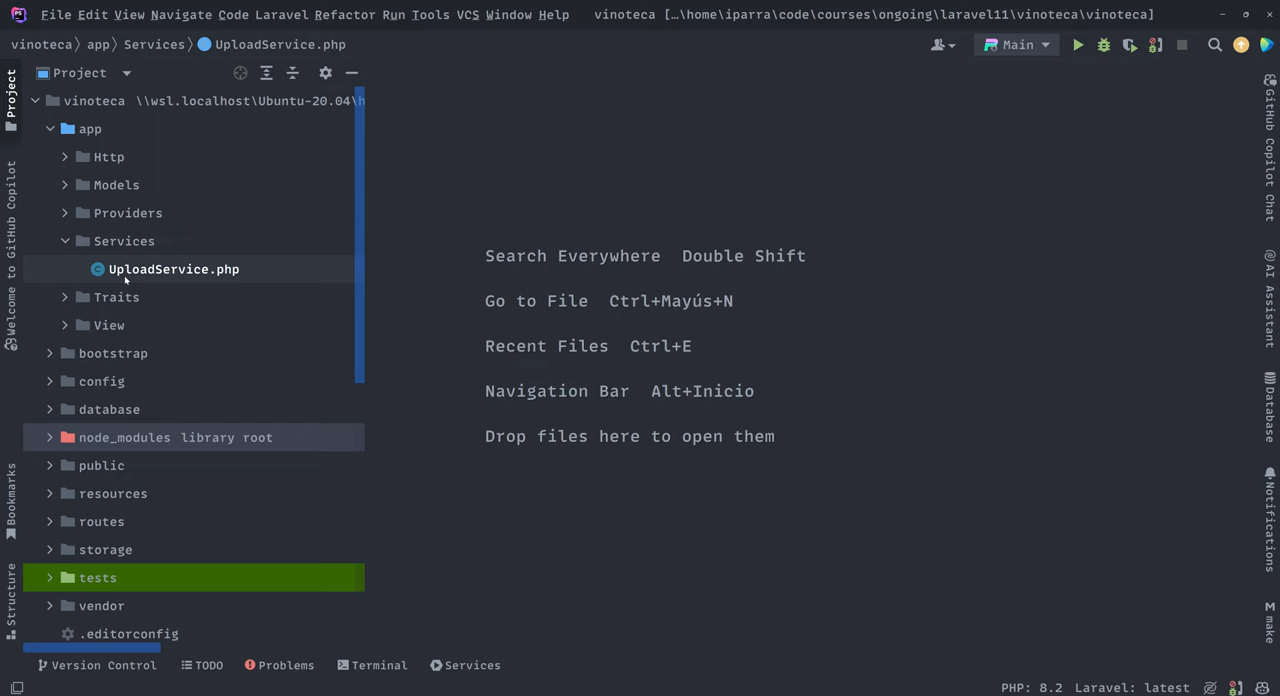 PS File Edit View Navigate Code Laravel Refactor Run Tools VCS Window Help vinoteca [...\home\iparra\code\courses\ongoing\laravel11\vinoteca\vinoteca]
vinoteca app Services UploadService.php
Main
Project
vinoteca \\wsl.localhost\Ubuntu-20.04\h
app
Http
Models
Providers
Services
C UploadService.php
Traits
View
bootstrap
config
database
node_modules library root
public
resources
routes
storage
tests
vendor
.editorconfig
Search Everywhere Double Shift
Go to File Ctrl+Mayús+N
Recent Files Ctrl+E
Navigation Bar Alt+Inicio
Drop files here to open them
Project
Welcome to GitHub Copilot
Bookmarks
Structure
GitHub Copilot Chat
AI Assistant
Database
Notifications
M make
Version Control TODO Problems Terminal Services
PHP: 8.2 Laravel: latest